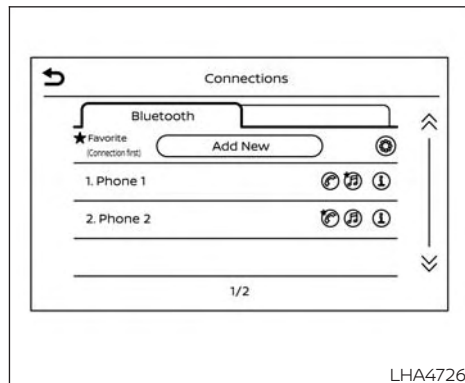 Connections
Bluetooth
★Favorite
(Connection first)
Add New
1. Phone 1
2. Phone 2
1/2
LHA4726